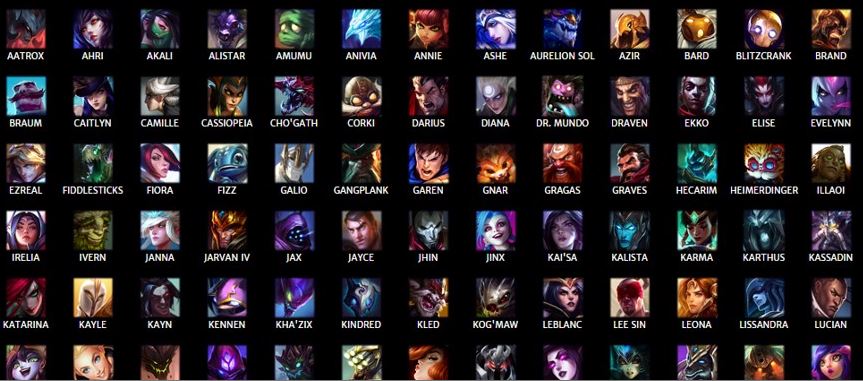 AATROX AHRI AKALI ALISTAR AMUMU ANIVIA ANNIE ASHE AURELION SOL AZIR BARD BLITZCRANK BRAND
BRAUM CAITLYN CAMILLE CASSIOPEIA CHO'GATH CORKI DARIUS DIANA DR. MUNDO DRAVEN EKKO ELISE EVELYNN
EZREAL FIDDLESTICKS FIORA FIZZ GALIO GANGPLANK GAREN GNAR GRAGAS GRAVES HECARIM HEIMERDINGER ILLAOI
IRELIA IVERN JANNA JARVAN IV JAX JAYCE JHIN JINX KAI'SA KALISTA KARMA KARTHUS KASSADIN
KATARINA KAYLE KAYN KENNEN KHA'ZIX KINDRED KLED KOG'MAW LEBLANC LEE SIN LEONA LISSANDRA LUCIAN